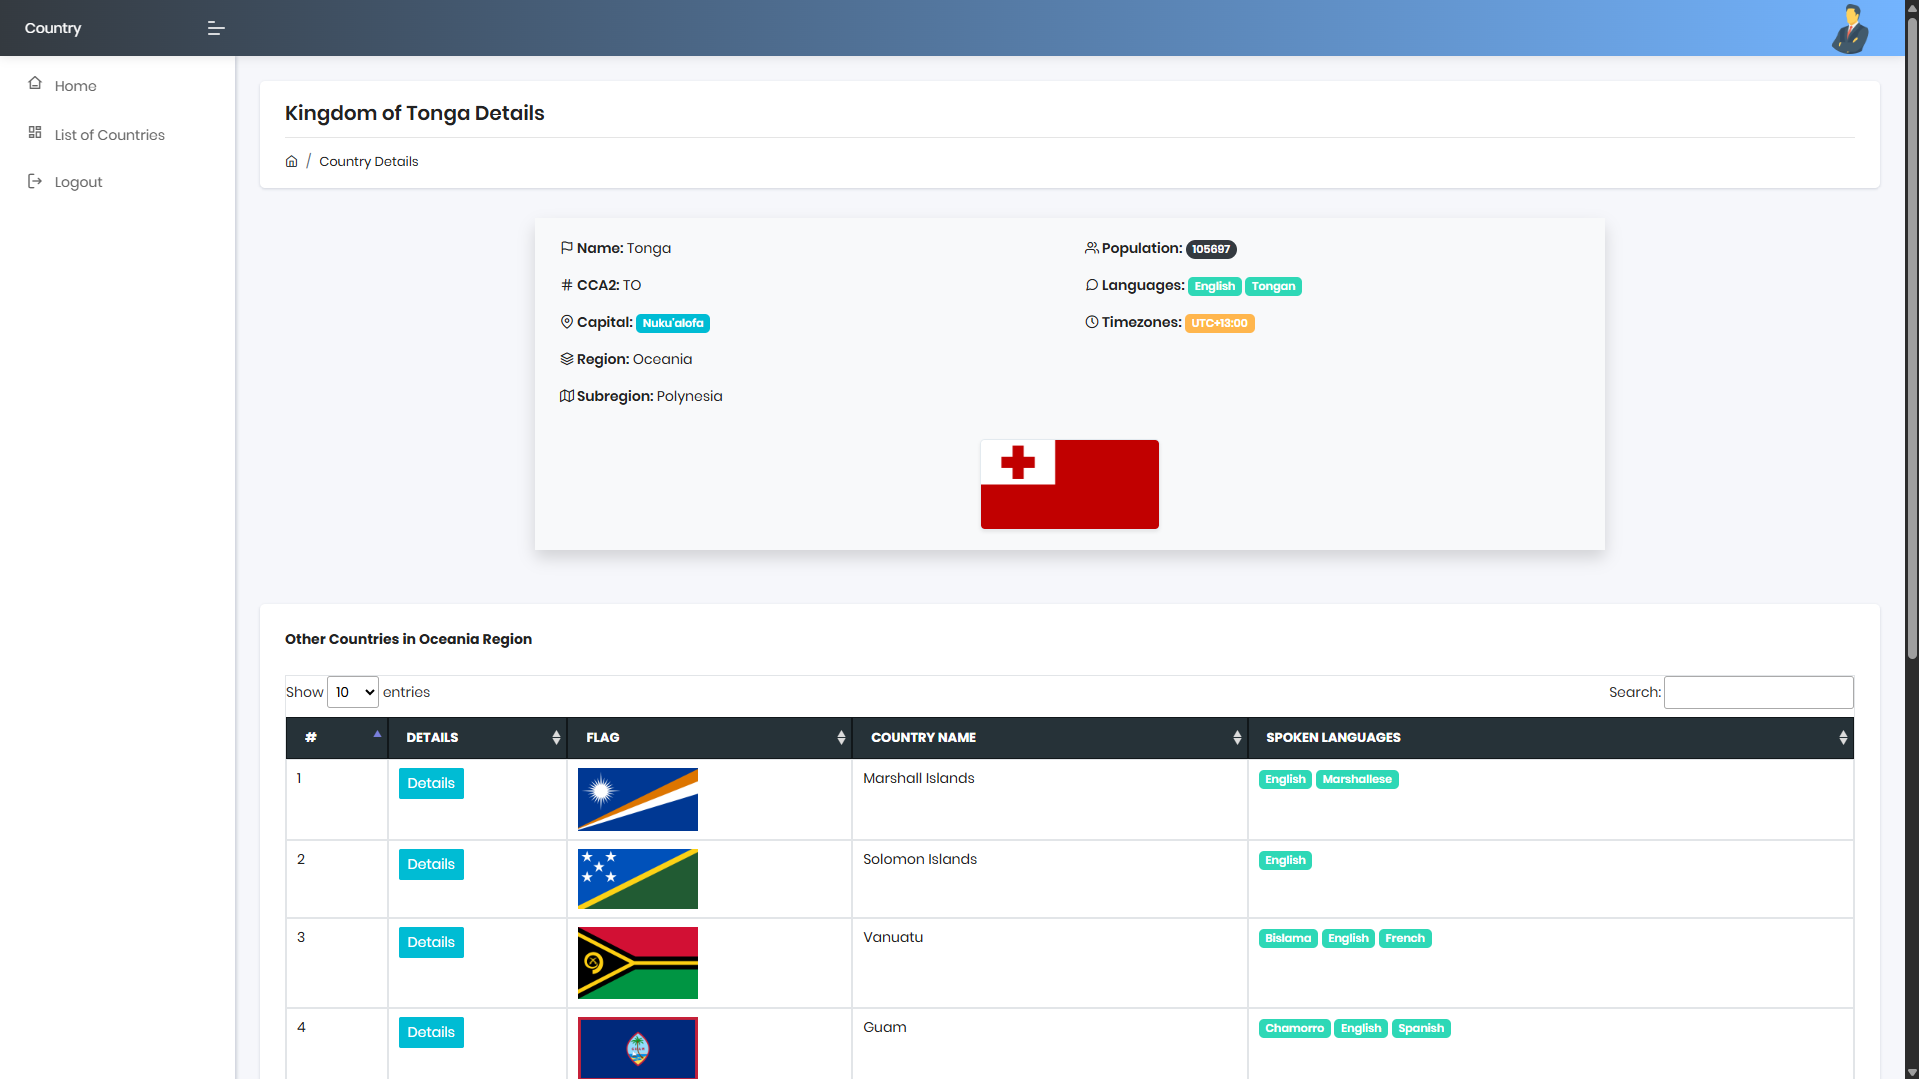 Country
Home
List of Countries
Logout
Kingdom of Tonga Details
/ Country Details
Name: Tonga
CCA2: TO
Capital: Nuku'alofa
Region: Oceania
Subregion: Polynesia
Population: 105697
Languages: English Tongan
Timezones: UTC+13:00
Other Countries in Oceania Region
Show 10 entries
Search:
# DETAILS FLAG COUNTRY NAME SPOKEN LANGUAGES
1 Details Marshall Islands English Marshallese
2 Details Solomon Islands English
3 Details Vanuatu Bislama English French
4 Details Guam Chamorro English Spanish